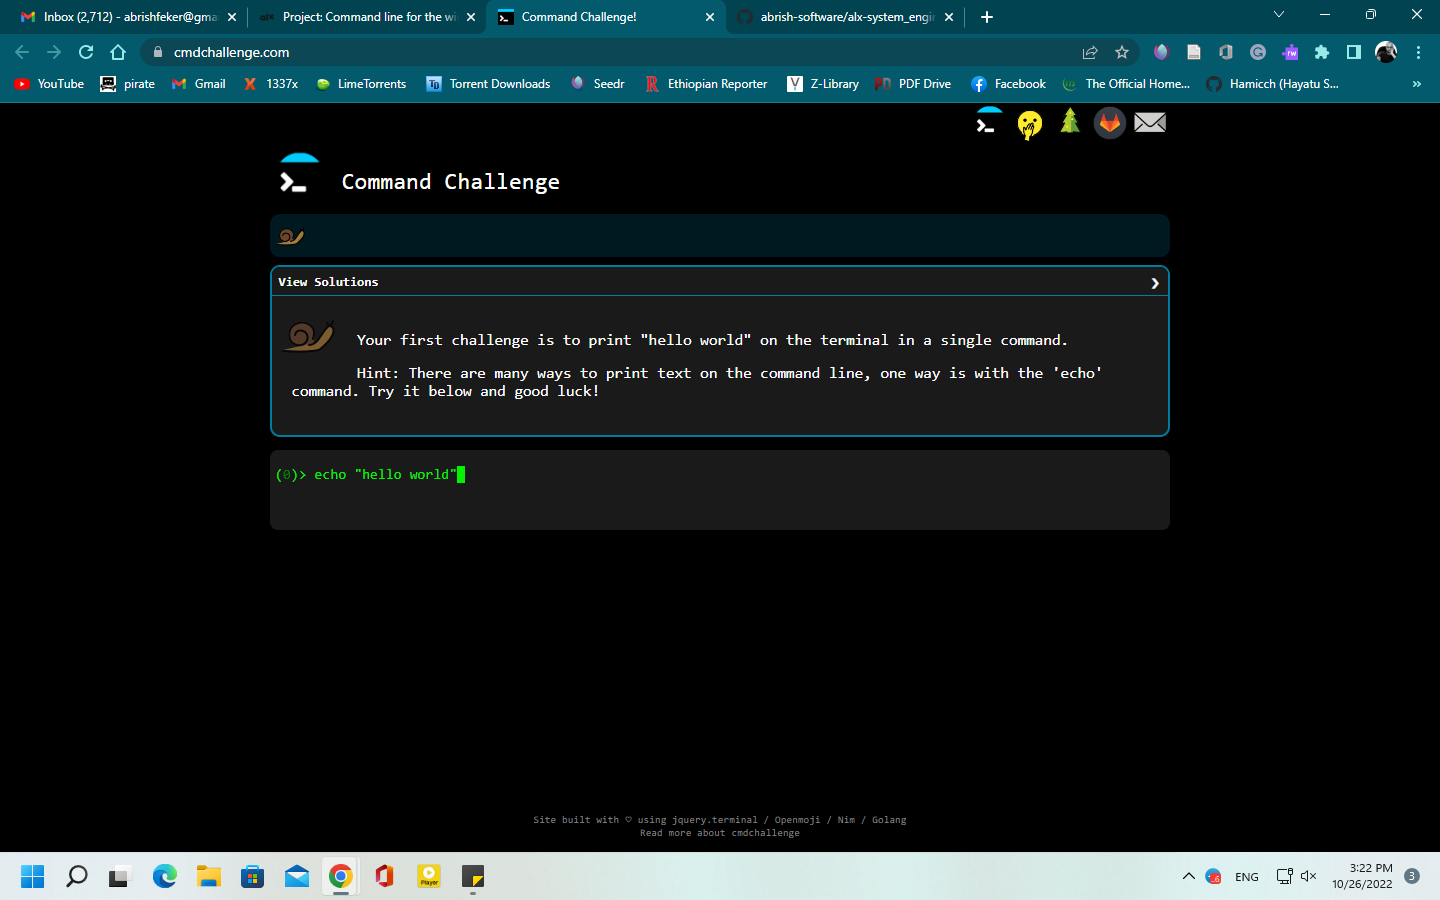 Inbox (2,712) - abrishfeker@gma
alx Project: Command line for the wi
Command Challenge!
abrish-software/alx-system_engin
cmdchallenge.com
YouTube
pirate
Gmail
X 1337x
LimeTorrents
TD Torrent Downloads
Seedr
R Ethiopian Reporter
Z-Library
PD PDF Drive
Facebook
The Official Home...
Hamicch (Hayatu S...
»
Command Challenge
View Solutions
Your first challenge is to print "hello world" on the terminal in a single command.
Hint: There are many ways to print text on the command line, one way is with the 'echo'
command. Try it below and good luck!
(0)> echo "hello world"
Site built with ♡ using jquery.terminal / Openmoji / Nim / Golang
Read more about cmdchallenge
Player
ENG
3:22 PM
10/26/2022
3